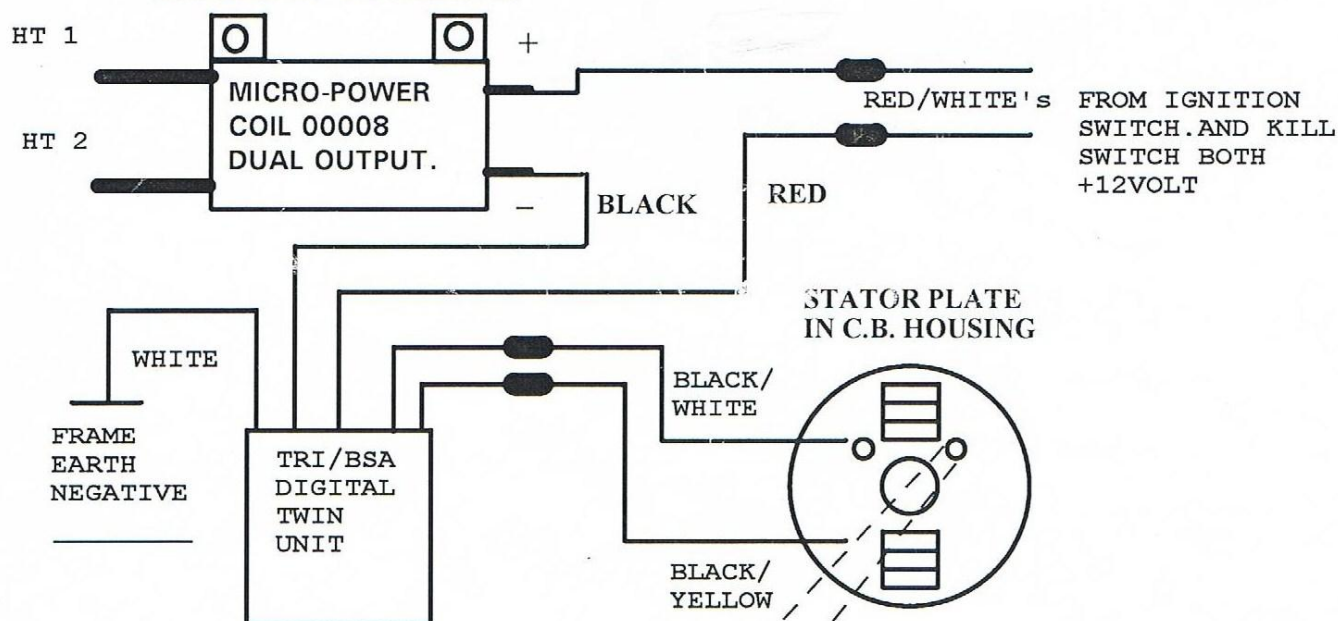 HT 1
HT 2
+
MICRO-POWER
COIL 00008
DUAL OUTPUT.
–
BLACK
RED
RED/WHITE's
FROM IGNITION
SWITCH.AND KILL
SWITCH BOTH
+12VOLT
WHITE
FRAME
EARTH
NEGATIVE
TRI/BSA
DIGITAL
TWIN
UNIT
STATOR PLATE
IN C.B. HOUSING
BLACK/
WHITE
BLACK/
YELLOW